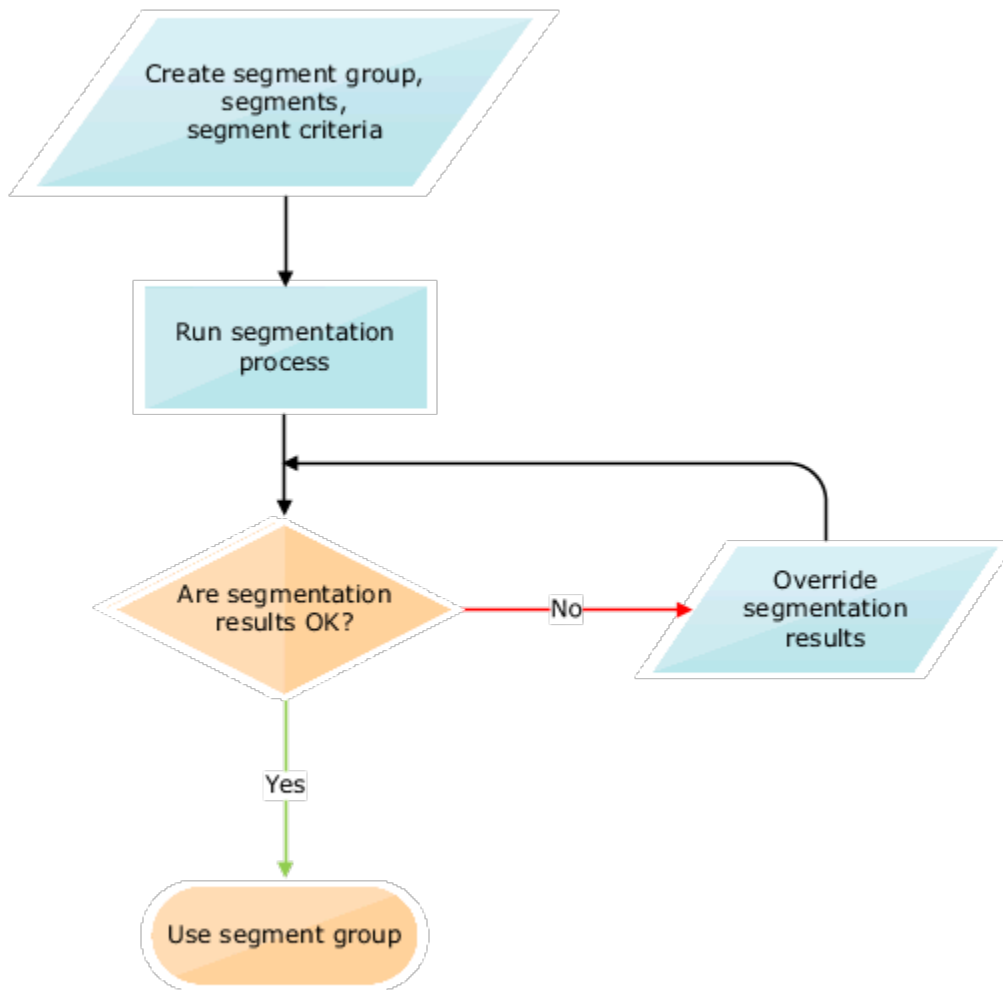 Create segment group,
segments,
segment criteria
Run segmentation
process
Are segmentation
results OK?
No
Override
segmentation
results
Yes
Use segment group